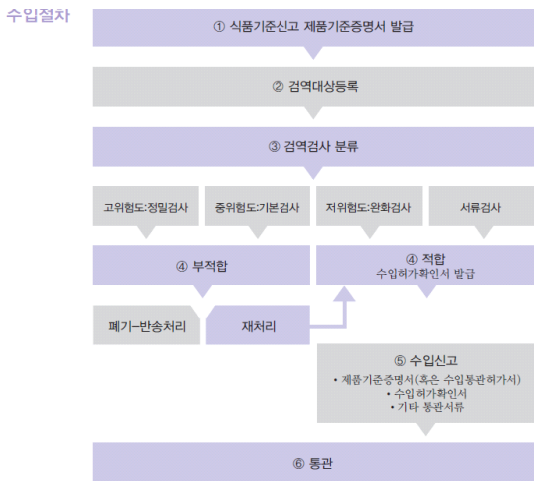 수입절차
① 식품기준신고 제품기준증명서 발급
② 검역대상등록
③ 검역검사 분류
고위험도:정밀검사
중위험도:기본검사
저위험도:완화검사
서류검사
④ 부적합
④ 적합
수입허가확인서 발급
폐기-반송처리
재처리
⑤ 수입신고
• 제품기준증명서(혹은 수입통관허가서)
• 수입허가확인서
• 기타 통관서류
⑥ 통관